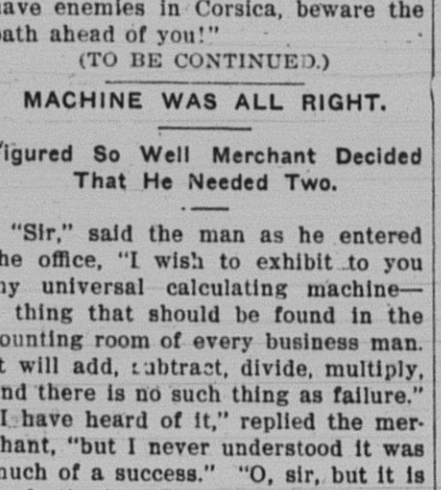 ave enemies in Corsica, beware the
ath ahead of you!"
(TO BE CONTINUED.)
MACHINE WAS ALL RIGHT.
igured So Well Merchant Decided
That He Needed Two.
"Sir," said the man as he entered
he office, "I wish to exhibit to you
y universal calculating machine—
thing that should be found in the
ounting room of every business man.
t will add, subtract, divide, multiply,
nd there is no such thing as failure."
I have heard of it," replied the mer-
hant, "but I never understood it was
uch of a success." "O, sir, but it is